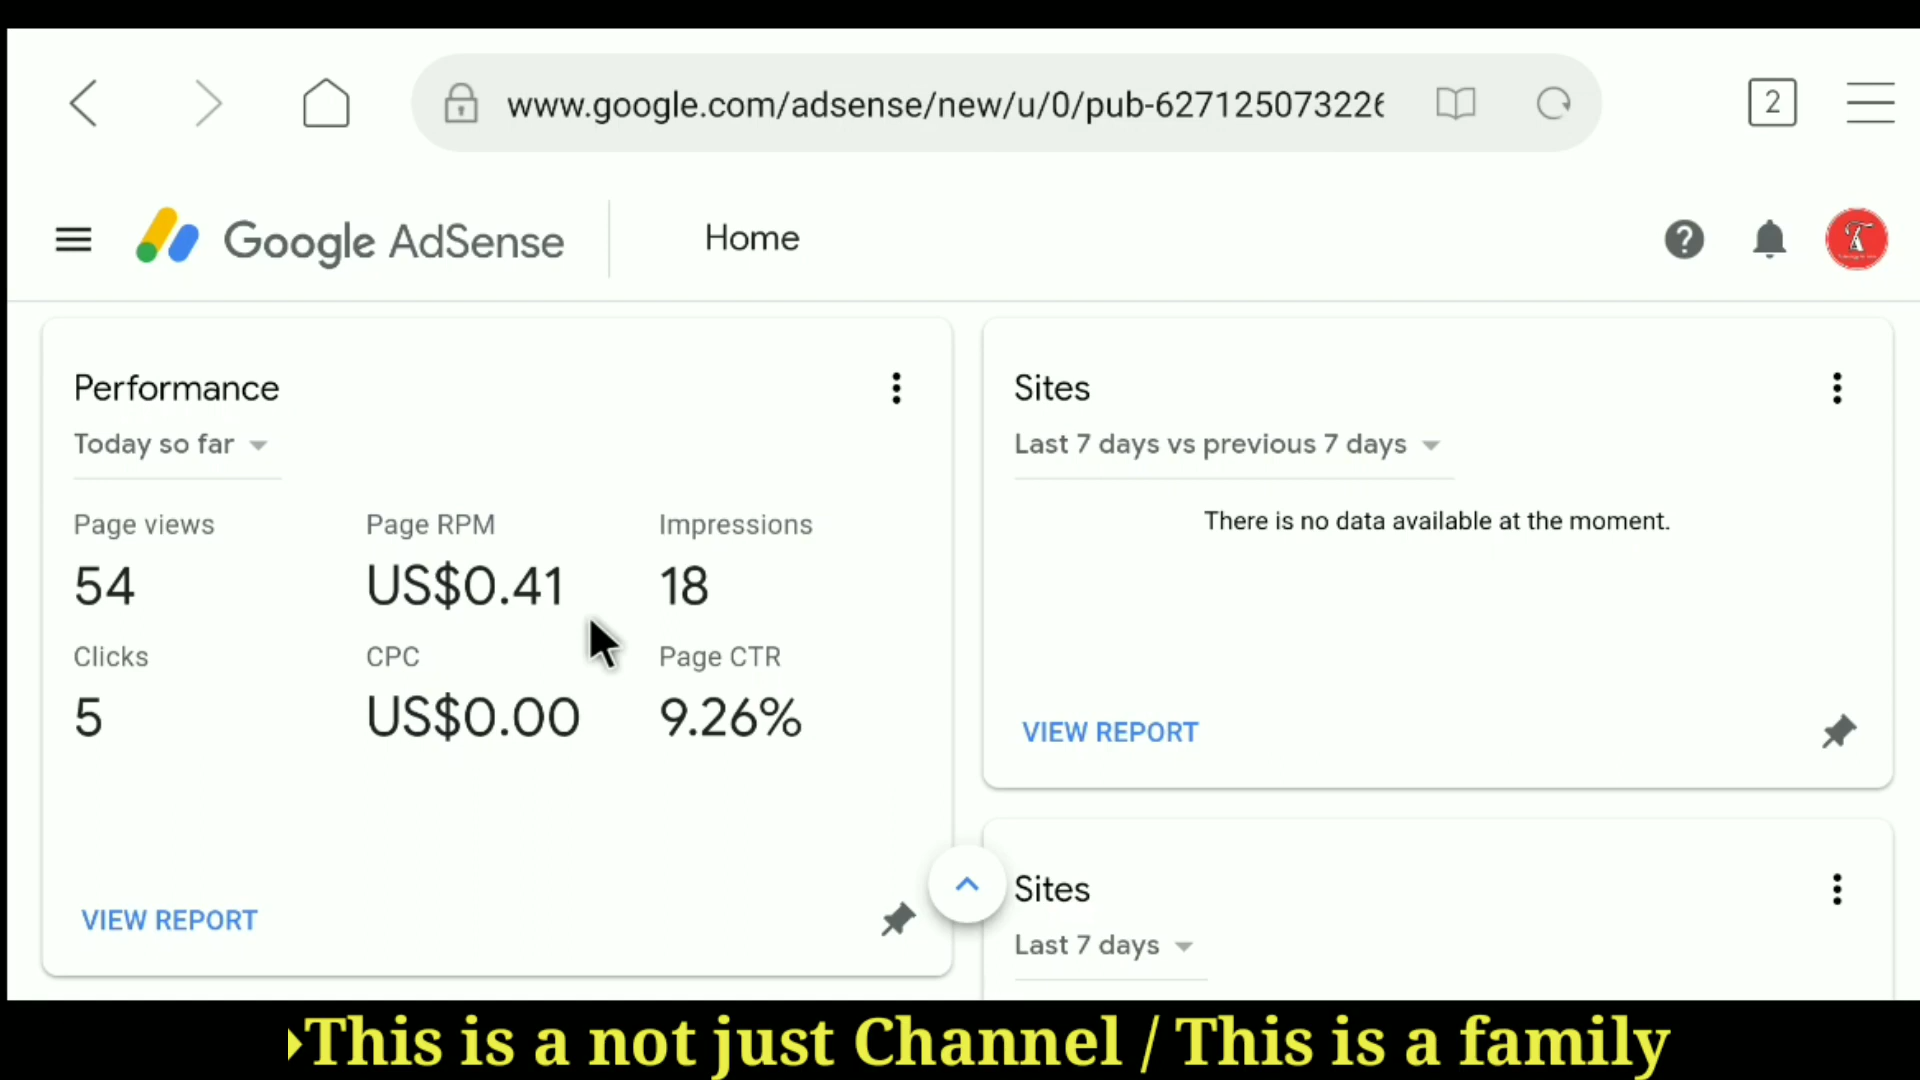 www.google.com/adsense/new/u/0/pub-62712507322
2
Google AdSense
Home
Performance
Today so far
Page views
Page RPM
Impressions
54
US$0.41
18
Clicks
CPC
Page CTR
5
US$0.00
9.26%
VIEW REPORT
Sites
Last 7 days vs previous 7 days
There is no data available at the moment.
VIEW REPORT
Sites
Last 7 days
This is a not just Channel / This is a family